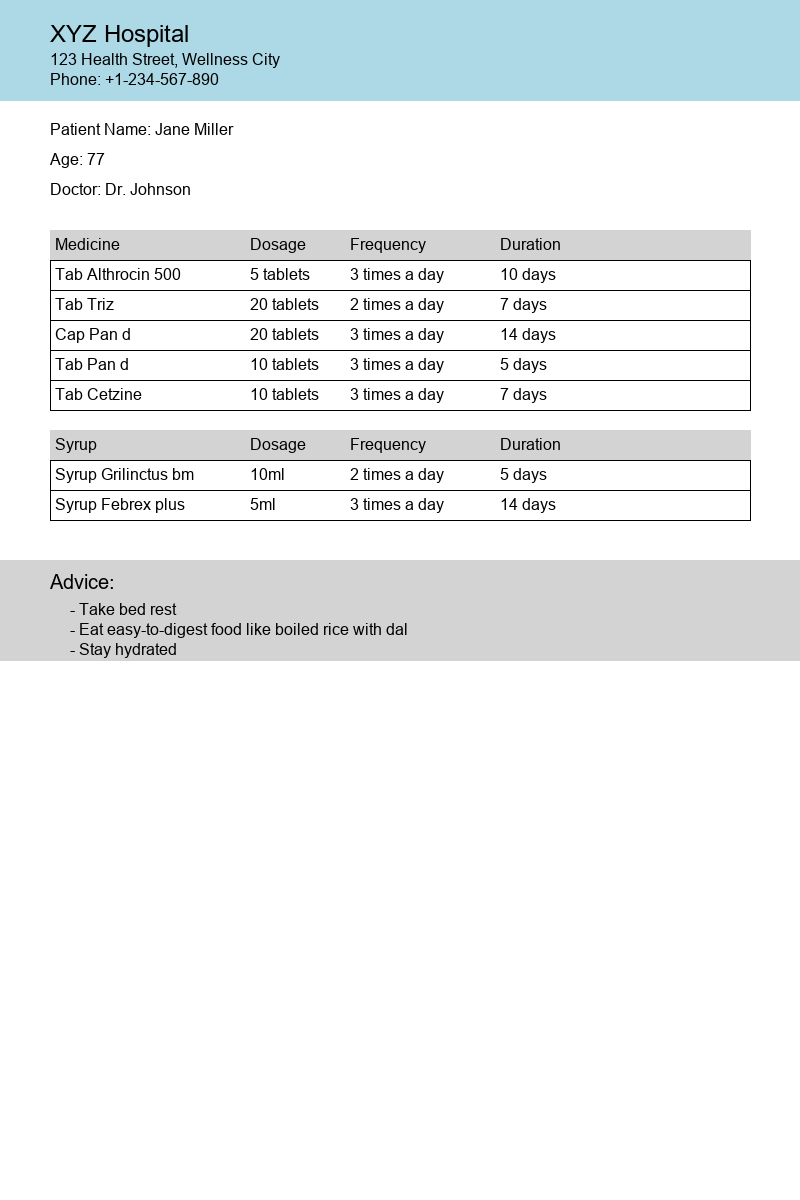 XYZ Hospital
123 Health Street, Wellness City
Phone: +1-234-567-890
Patient Name: Jane Miller
Age: 77
Doctor: Dr. Johnson
Medicine Dosage Frequency Duration
Tab Althrocin 500 5 tablets 3 times a day 10 days
Tab Triz 20 tablets 2 times a day 7 days
Cap Pan d 20 tablets 3 times a day 14 days
Tab Pan d 10 tablets 3 times a day 5 days
Tab Cetzine 10 tablets 3 times a day 7 days
Syrup Dosage Frequency Duration
Syrup Grilinctus bm 10ml 2 times a day 5 days
Syrup Febrex plus 5ml 3 times a day 14 days
Advice:
- Take bed rest
- Eat easy-to-digest food like boiled rice with dal
- Stay hydrated